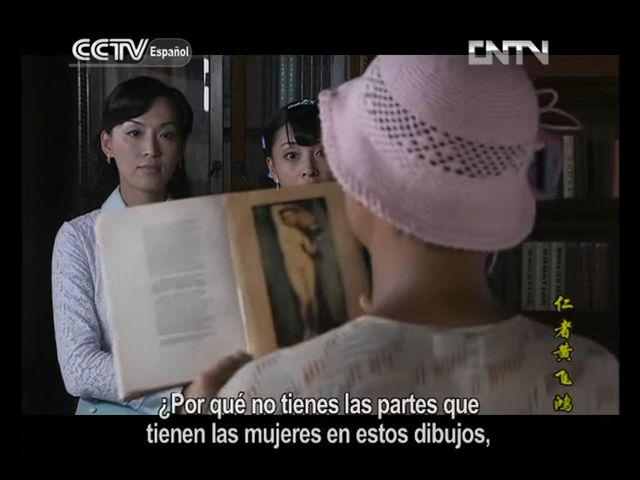 CCTV Español
CNTV
仁者黄飞鸿
¿Por qué no tienes las partes que
tienen las mujeres en estos dibujos,